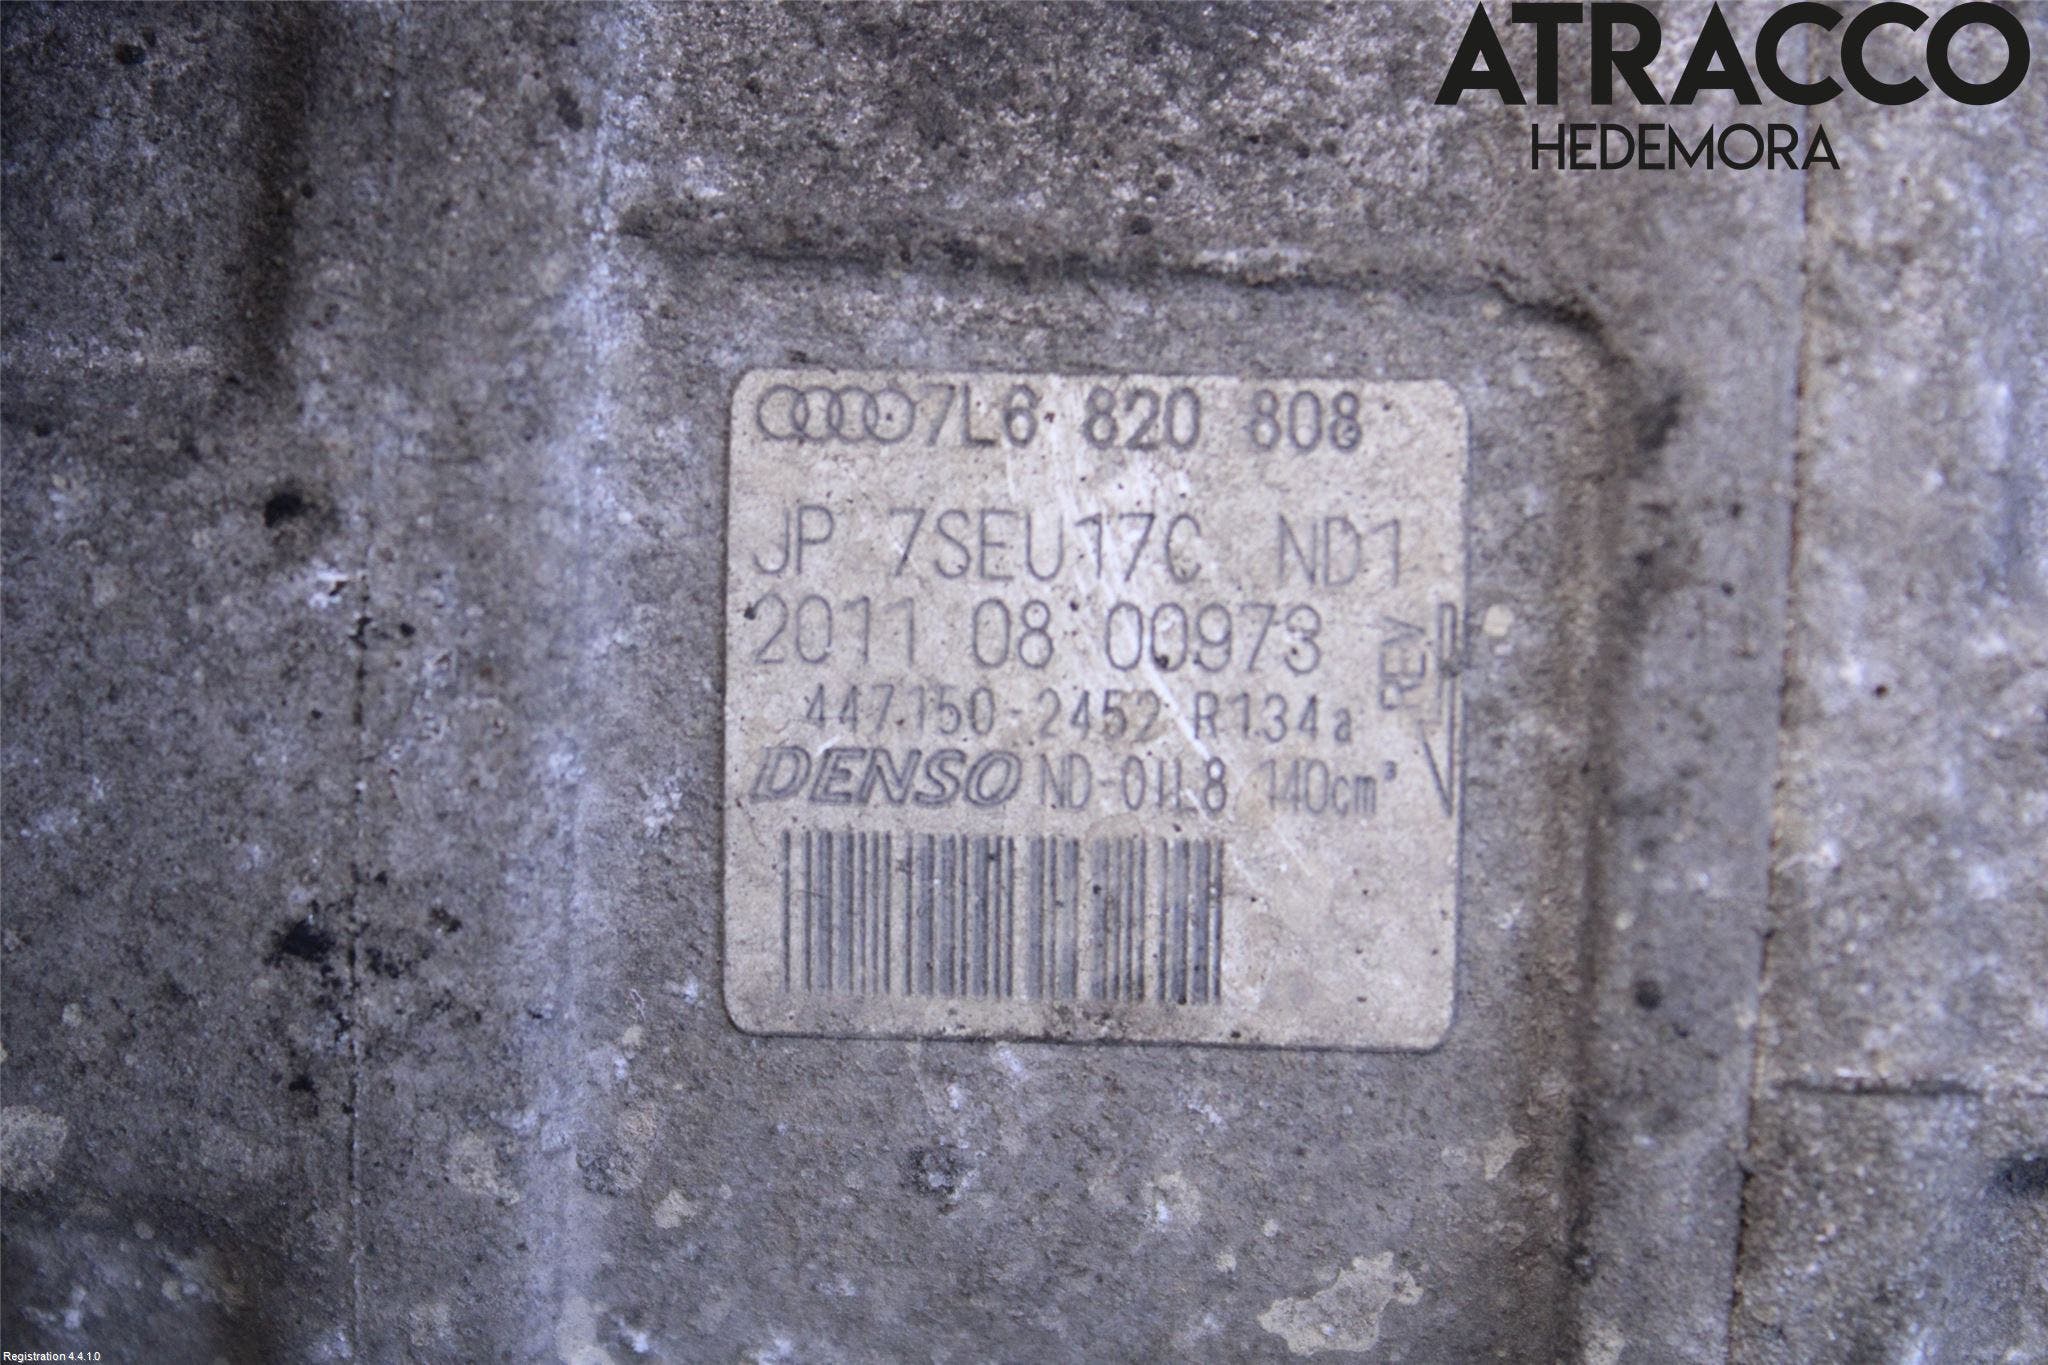 ATRACCO
HEDEMORA
7L6 820 808
JP 7SEU17C ND1
2011 08 00973
447150-2452 R134a
REV
DENSO ND-OIL8 140cm³
Registration 4.4.1.0